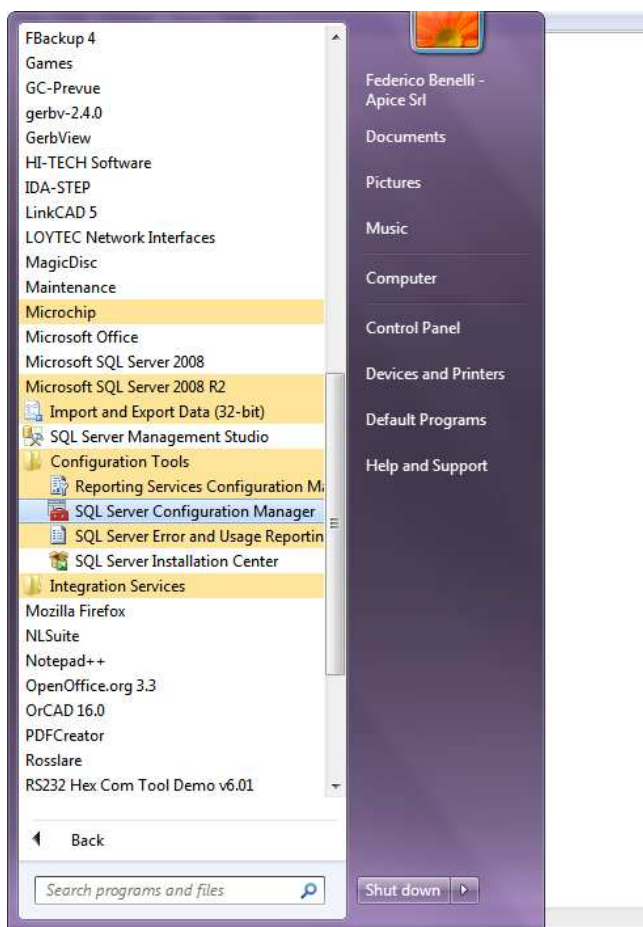 FBackup 4
Games
GC-Prevue
gerbv-2.4.0
GerbView
HI-TECH Software
IDA-STEP
LinkCAD 5
LOYTEC Network Interfaces
MagicDisc
Maintenance
Microchip
Microsoft Office
Microsoft SQL Server 2008
Microsoft SQL Server 2008 R2
Import and Export Data (32-bit)
SQL Server Management Studio
Configuration Tools
Reporting Services Configuration Ma
SQL Server Configuration Manager
SQL Server Error and Usage Reportin
SQL Server Installation Center
Integration Services
Mozilla Firefox
NLSuite
Notepad++
OpenOffice.org 3.3
OrCAD 16.0
PDFCreator
Rosslare
RS232 Hex Com Tool Demo v6.01
Back
Search programs and files
Federico Benelli -
Apice Srl
Documents
Pictures
Music
Computer
Control Panel
Devices and Printers
Default Programs
Help and Support
Shut down